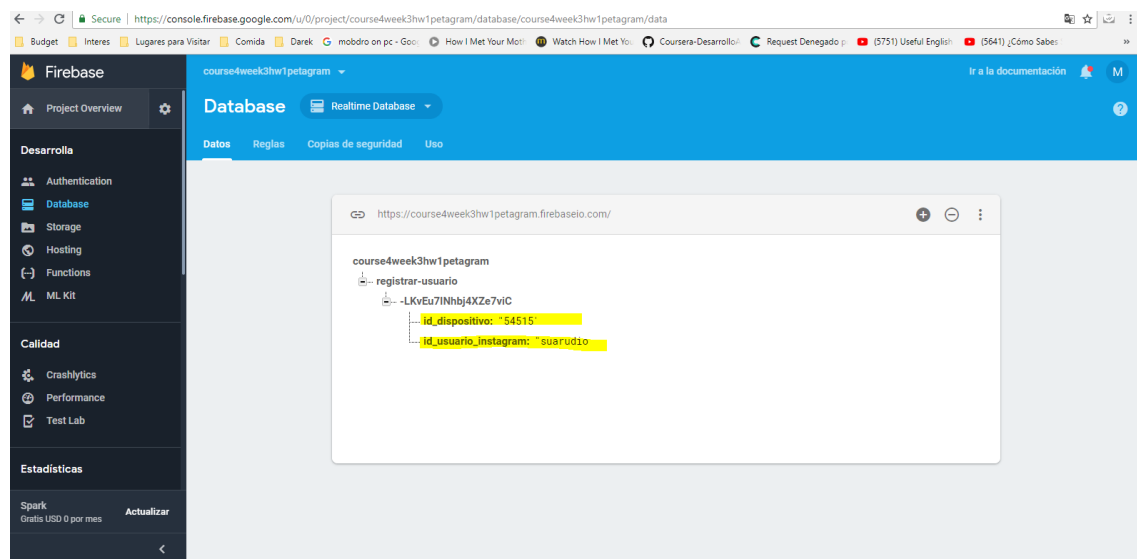 Secure | https://console.firebase.google.com/u/0/project/course4week3hw1petagram/database/course4week3hw1petagram/data
Budget Interes Lugares para Visitar Comida Darek mobdro on pc - Goo How I Met Your Moth Watch How I Met You Coursera-Desarrollo Request Denegado p (5751) Useful English (5641) ¿Cómo Sabes »
Firebase
course4week3hw1petagram
Ir a la documentación
M
Project Overview
Database
Realtime Database
?
Datos Reglas Copias de seguridad Uso
Desarrolla
Authentication
Database
Storage
Hosting
Functions
ML Kit
https://course4week3hw1petagram.firebaseio.com/
course4week3hw1petagram
registrar-usuario
-LKvEu7INhbj4XZe7viC
id_dispositivo: "54515"
id_usuario_instagram: "suarudio
Calidad
Crashlytics
Performance
Test Lab
Estadísticas
Spark
Gratis USD 0 por mes
Actualizar